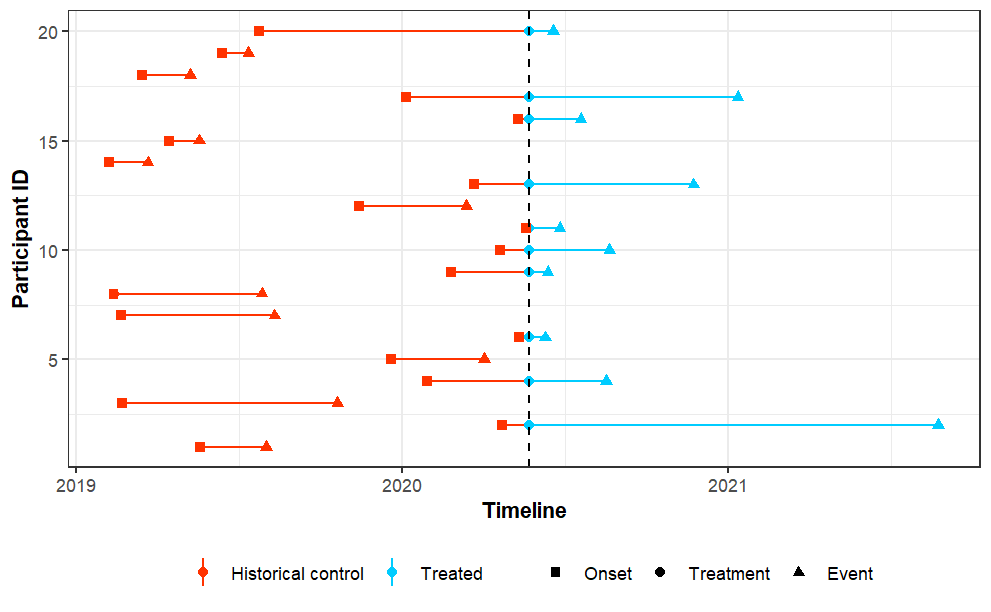 20
15
10
5
Participant ID
2019 2020 2021
Timeline
Historical control Treated Onset Treatment Event